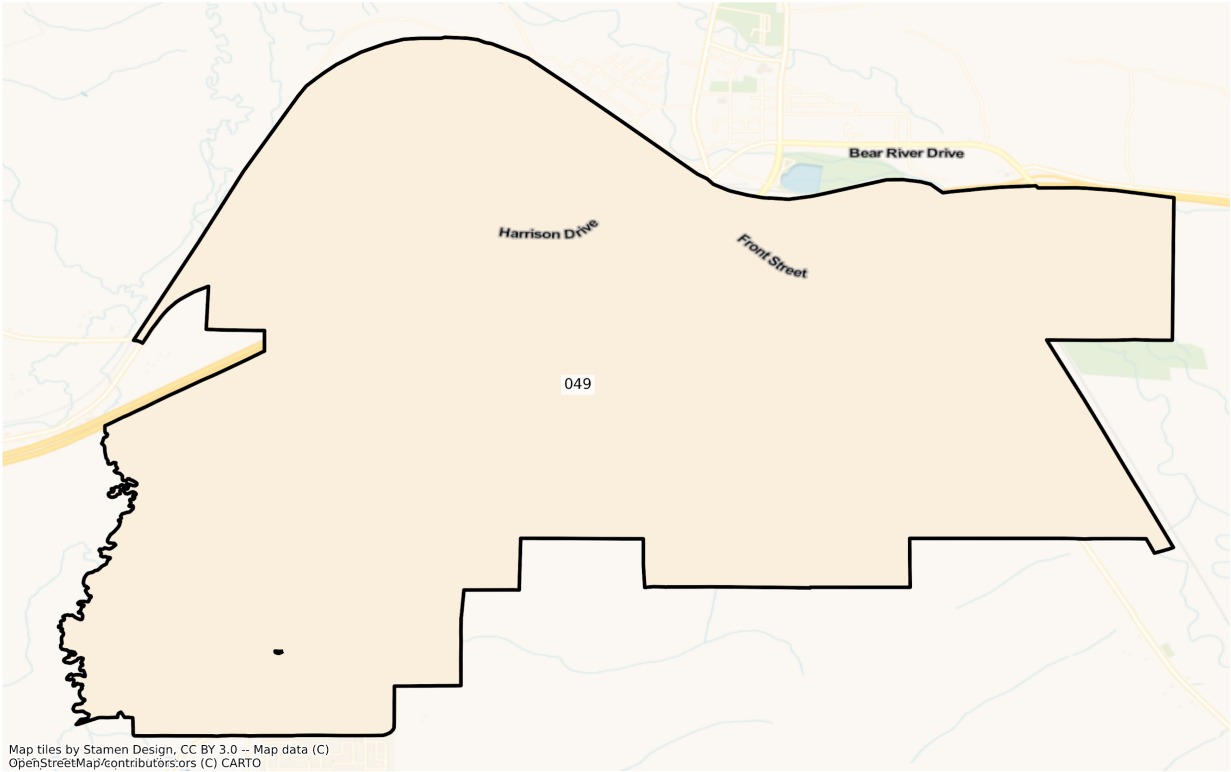 Bear River Drive
Harrison Drive
Front Street
049
Map tiles by Stamen Design, CC BY 3.0 -- Map data (C)
OpenStreetMap contributors:ors (C) CARTO